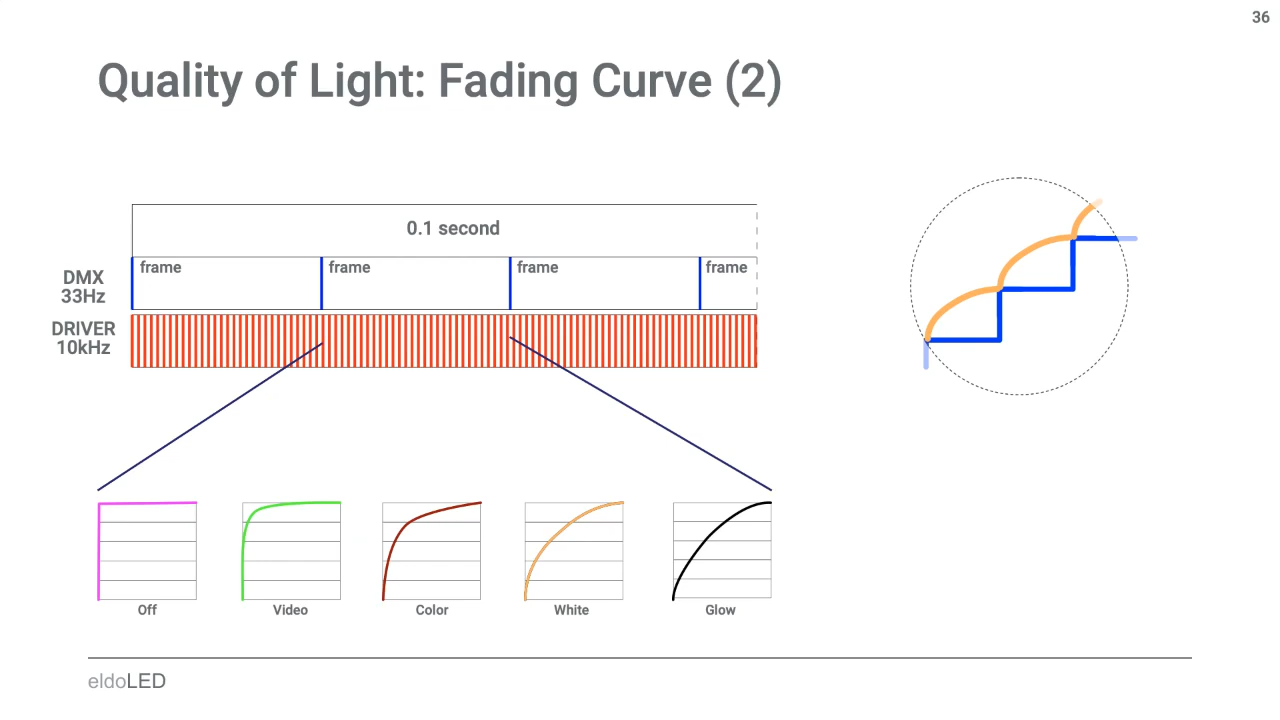 36
Quality of Light: Fading Curve (2)
0.1 second
DMX
33Hz
frame
frame
frame
frame
DRIVER
10kHz
Off
Video
Color
White
Glow
eldoLED